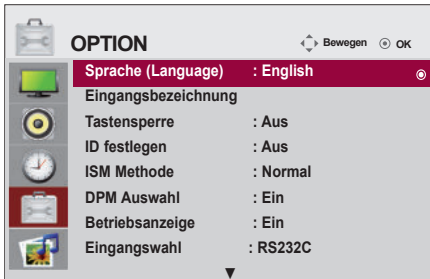 OPTION Bewegen OK
Sprache (Language) : English
Eingangsbezeichnung
Tastensperre : Aus
ID festlegen : Aus
ISM Methode : Normal
DPM Auswahl : Ein
Betriebsanzeige : Ein
Eingangswahl : RS232C